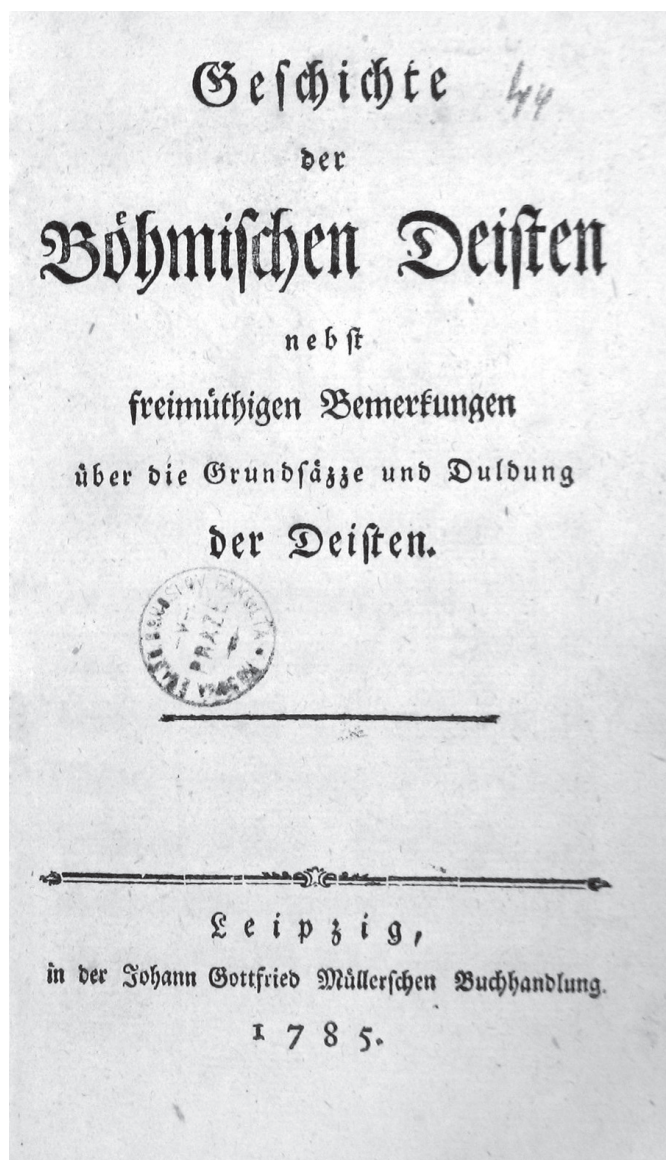 Geschichte
44
der
Böhmischen Deisten
nebst
freimüthigen Bemerkungen
über die Grundsäzze und Duldung
der Deisten.
PRAZE
Leipzig,
in der Johann Gottfried Müllerschen Buchhandlung.
1785.